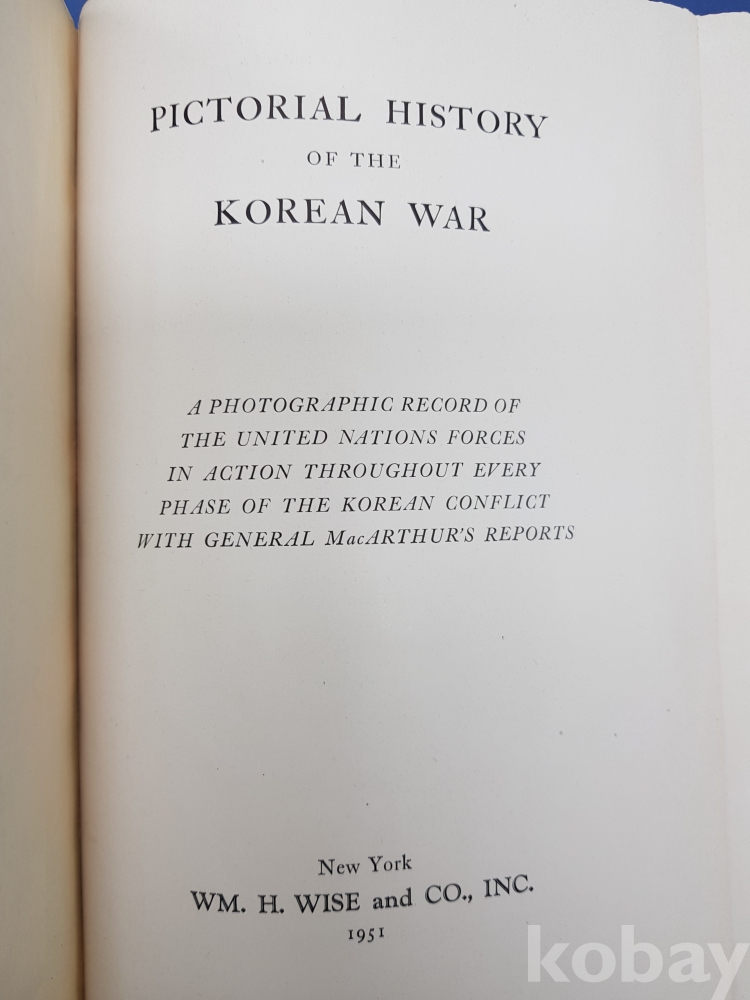 PICTORIAL HISTORY
OF THE
KOREAN WAR
A PHOTOGRAPHIC RECORD OF
THE UNITED NATIONS FORCES
IN ACTION THROUGHOUT EVERY
PHASE OF THE KOREAN CONFLICT
WITH GENERAL MacARTHUR'S REPORTS
New York
WM. H. WISE and CO., INC.
1951
kobay